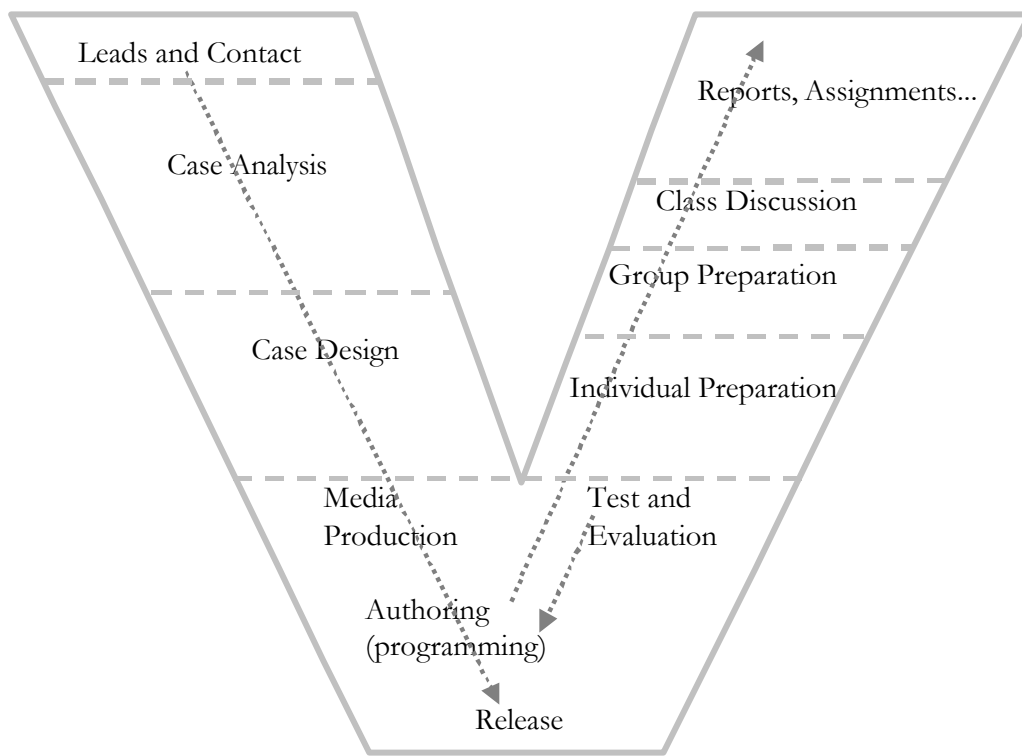 Leads and Contact
Case Analysis
Case Design
Media
Production
Authoring
(programming)
Release
Test and
Evaluation
Individual Preparation
Group Preparation
Class Discussion
Reports, Assignments...